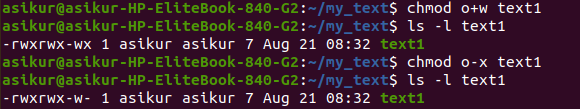 asikur@asikur-HP-EliteBook-840-G2:~/my_text$ chmod o+w text1
asikur@asikur-HP-EliteBook-840-G2:~/my_text$ ls -l text1
-rwxrwx-wx 1 asikur asikur 7 Aug 21 08:32 text1
asikur@asikur-HP-EliteBook-840-G2:~/my_text$ chmod o-x text1
asikur@asikur-HP-EliteBook-840-G2:~/my_text$ ls -l text1
-rwxrwx-w- 1 asikur asikur 7 Aug 21 08:32 text1